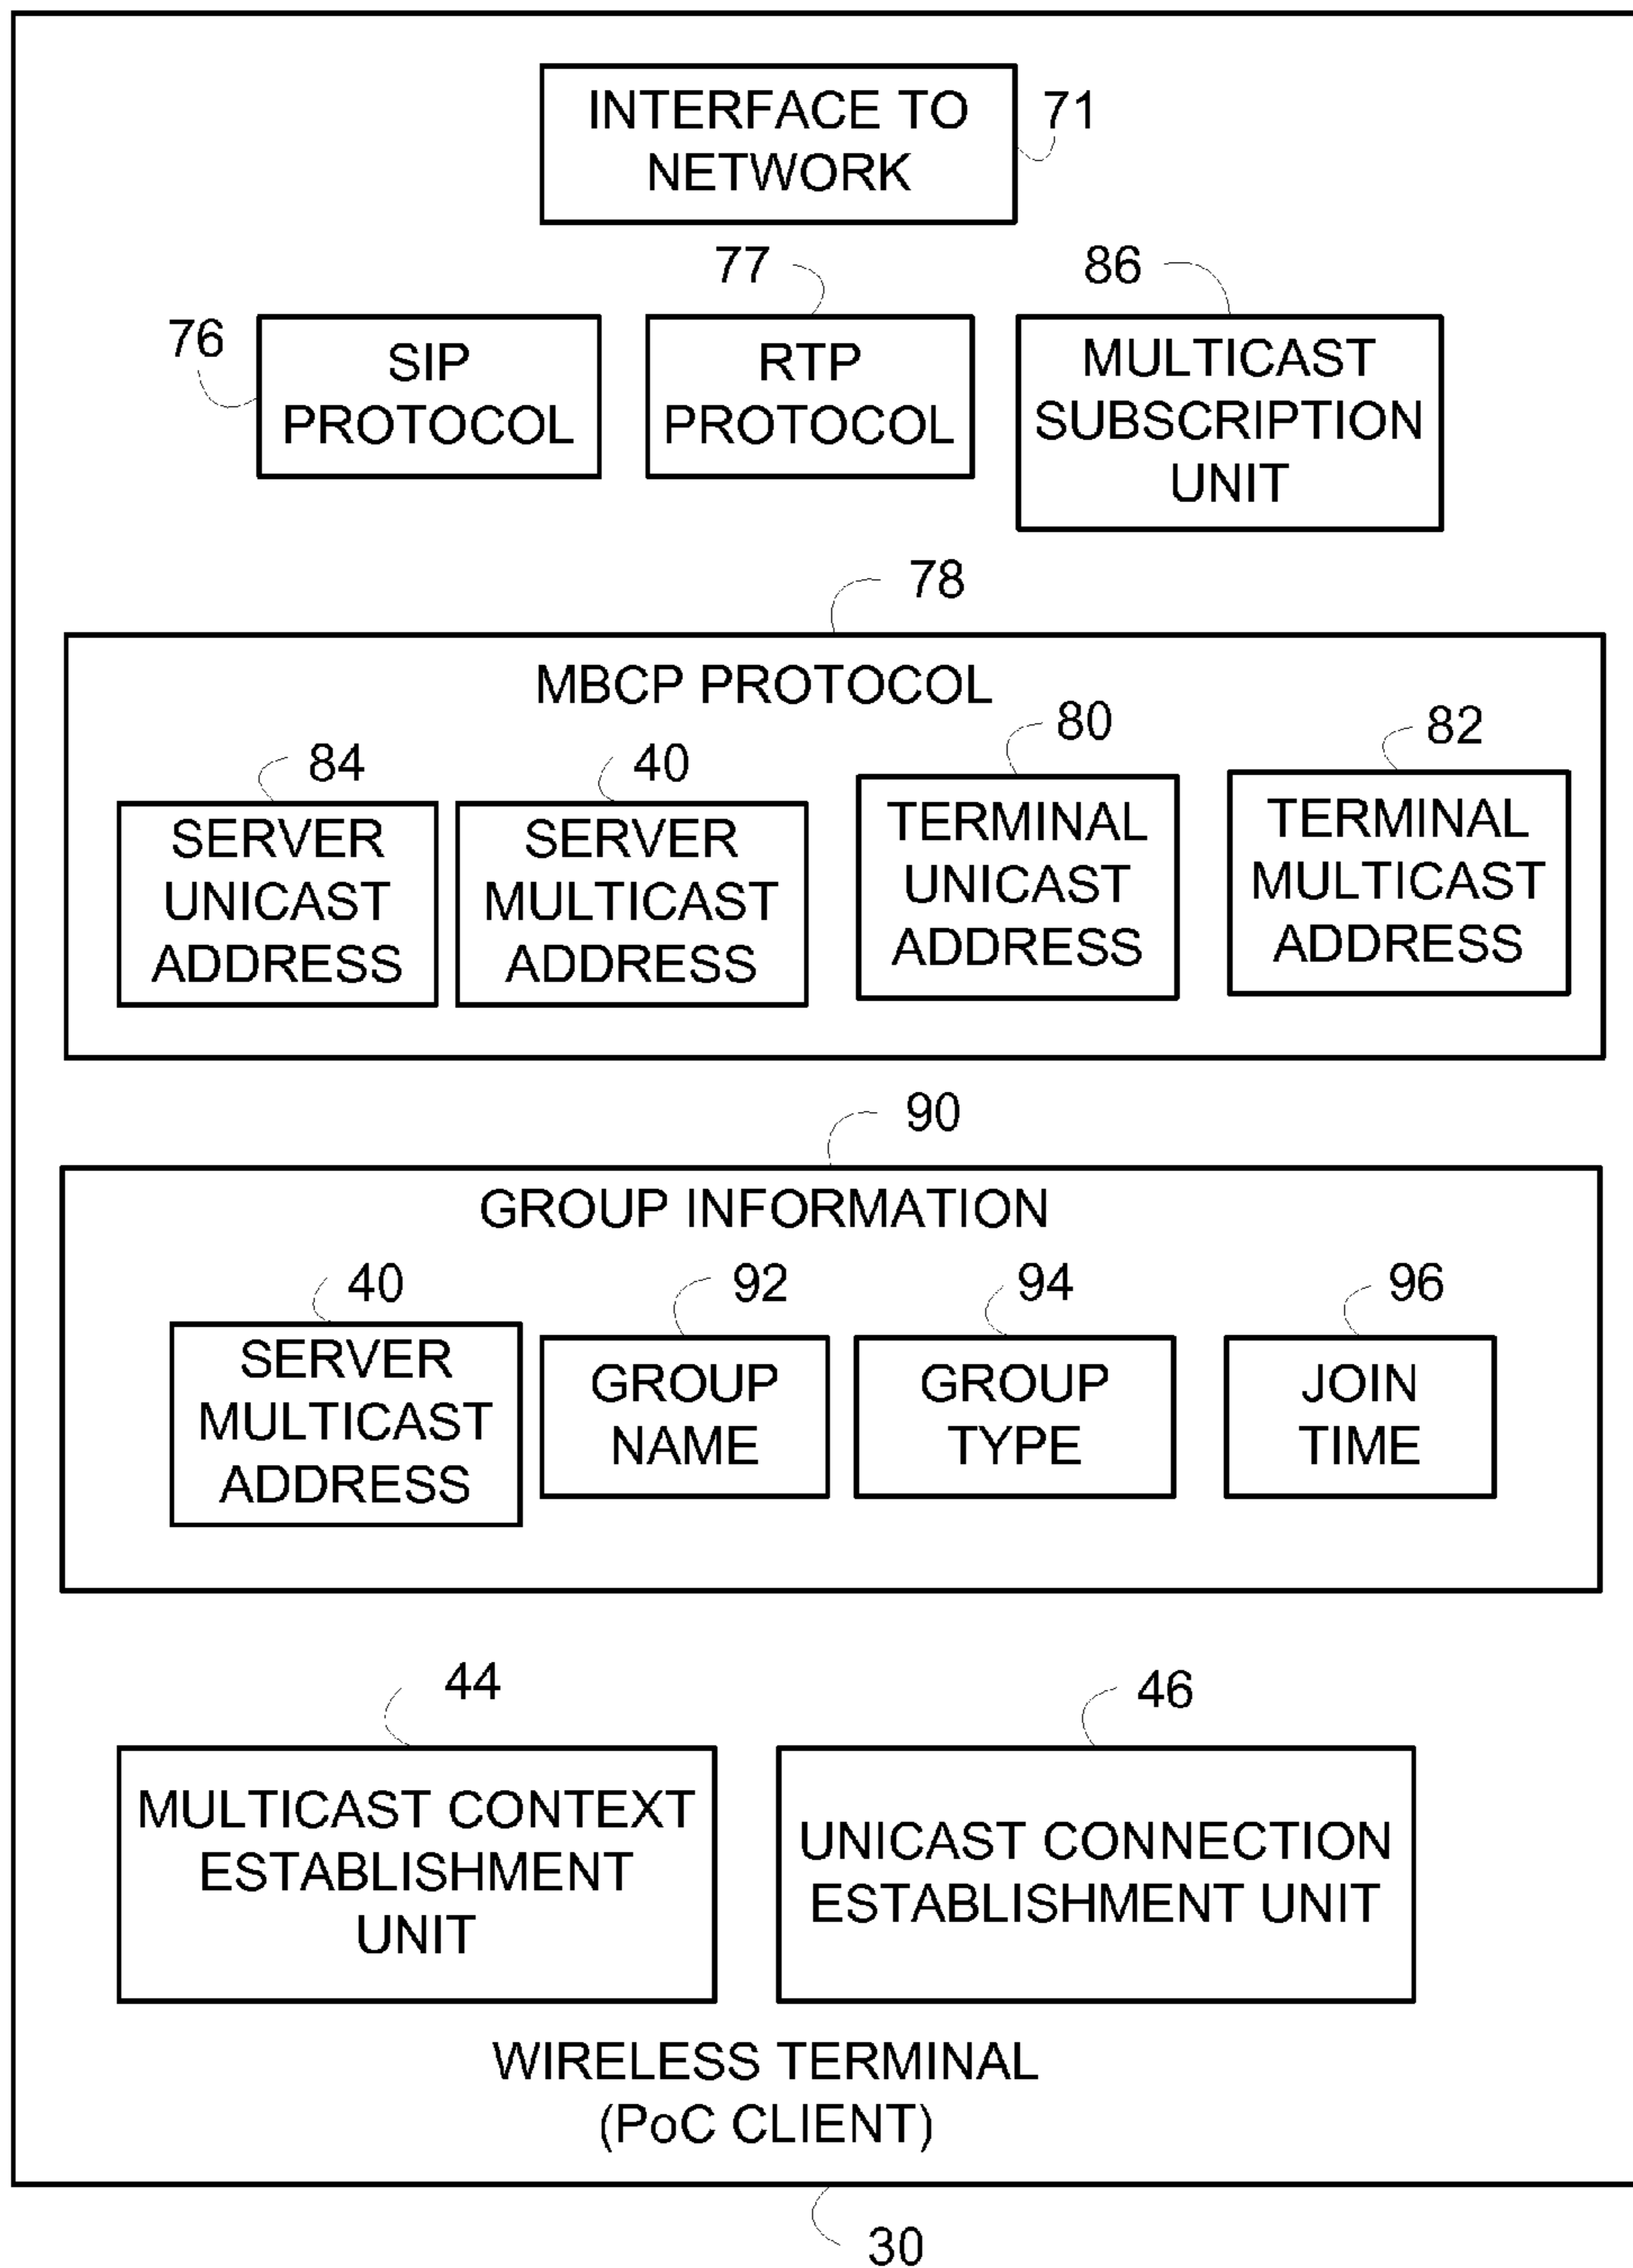 INTERFACE TO
NETWORK
71
77
86
76
SIP
PROTOCOL
RTP
PROTOCOL
MULTICAST
SUBSCRIPTION
UNIT
78
MBCP PROTOCOL
84
40
80
82
SERVER
UNICAST
ADDRESS
SERVER
MULTICAST
ADDRESS
TERMINAL
UNICAST
ADDRESS
TERMINAL
MULTICAST
ADDRESS
90
GROUP INFORMATION
40
92
94
96
SERVER
MULTICAST
ADDRESS
GROUP
NAME
GROUP
TYPE
JOIN
TIME
44
46
MULTICAST CONTEXT
ESTABLISHMENT
UNIT
UNICAST CONNECTION
ESTABLISHMENT UNIT
WIRELESS TERMINAL
(PoC CLIENT)
30